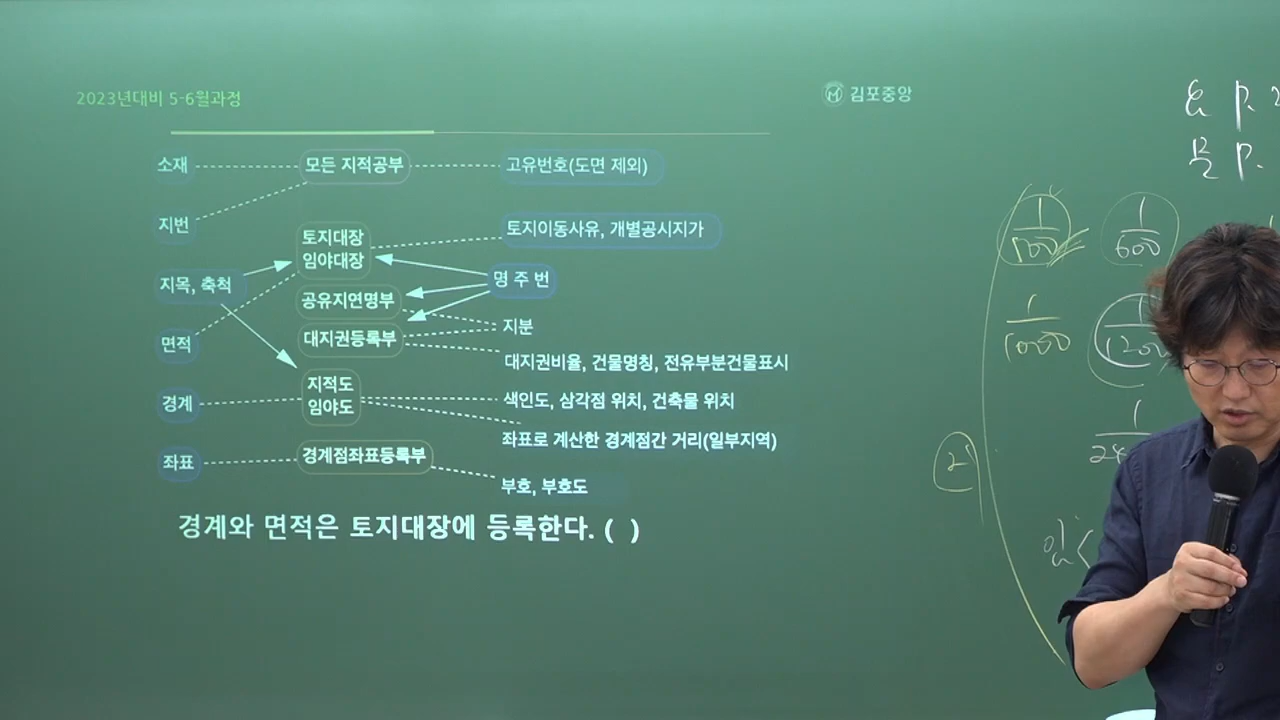 2023년대비 5-6월과정
김포중앙
소재
모든 지적공부
고유번호(도면 제외)
지번
토지대장
임야대장
토지이동사유, 개별공시지가
지목, 축척
명 주 번
공유지연명부
지분
면적
대지권등록부
대지권비율, 건물명칭, 전유부분건물표시
지적도
임야도
경계
색인도, 삼각점 위치, 건축물 위치
좌표로 계산한 경계점간 거리(일부지역)
좌표
경계점좌표등록부
부호, 부호도
경계와 면적은 토지대장에 등록한다. ( )
P.
문 P.
1
600
1
1000
1
1200
1